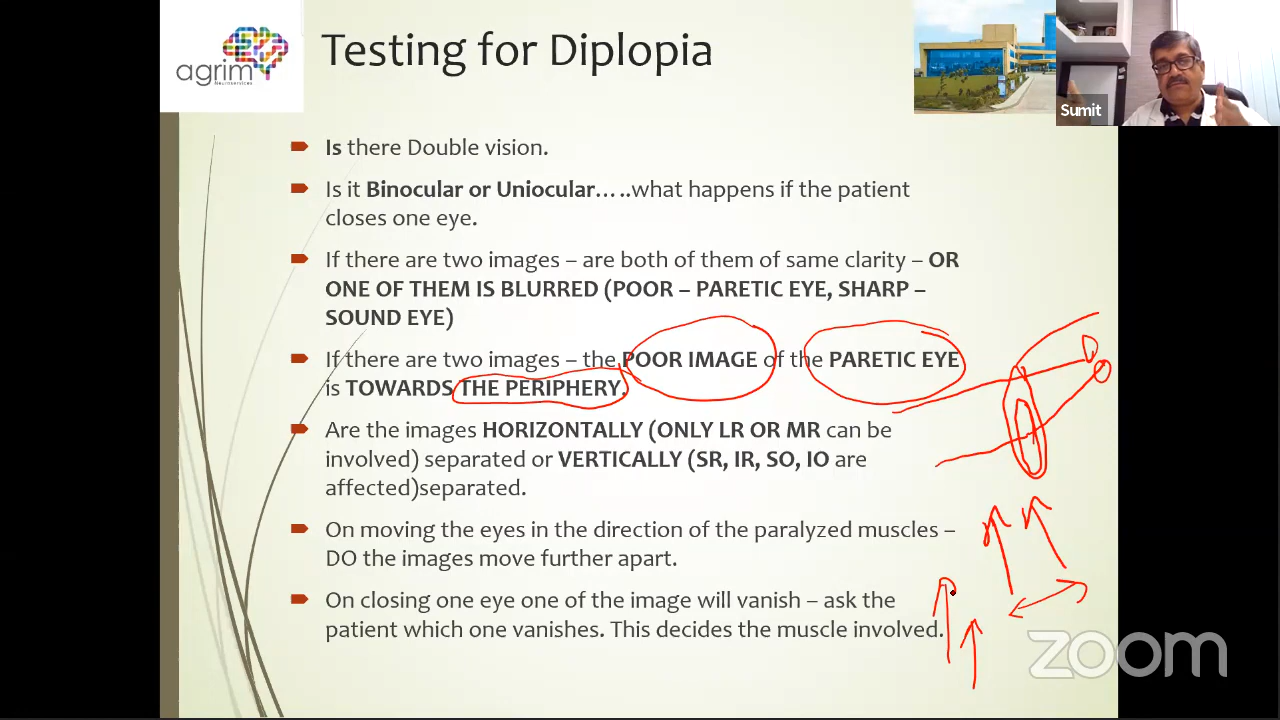 agrim
Neuroservices
Testing for Diplopia
Sumit
Is there Double vision.
Is it Binocular or Uniocular…..what happens if the patient
closes one eye.
If there are two images – are both of them of same clarity – OR
ONE OF THEM IS BLURRED (POOR – PARETIC EYE, SHARP –
SOUND EYE)
If there are two images – the POOR IMAGE of the PARETIC EYE
is TOWARDS THE PERIPHERY.
Are the images HORIZONTALLY (ONLY LR OR MR can be
involved) separated or VERTICALLY (SR, IR, SO, IO are
affected)separated.
On moving the eyes in the direction of the paralyzed muscles –
DO the images move further apart.
On closing one eye one of the image will vanish – ask the
patient which one vanishes. This decides the muscle involved.
zoom